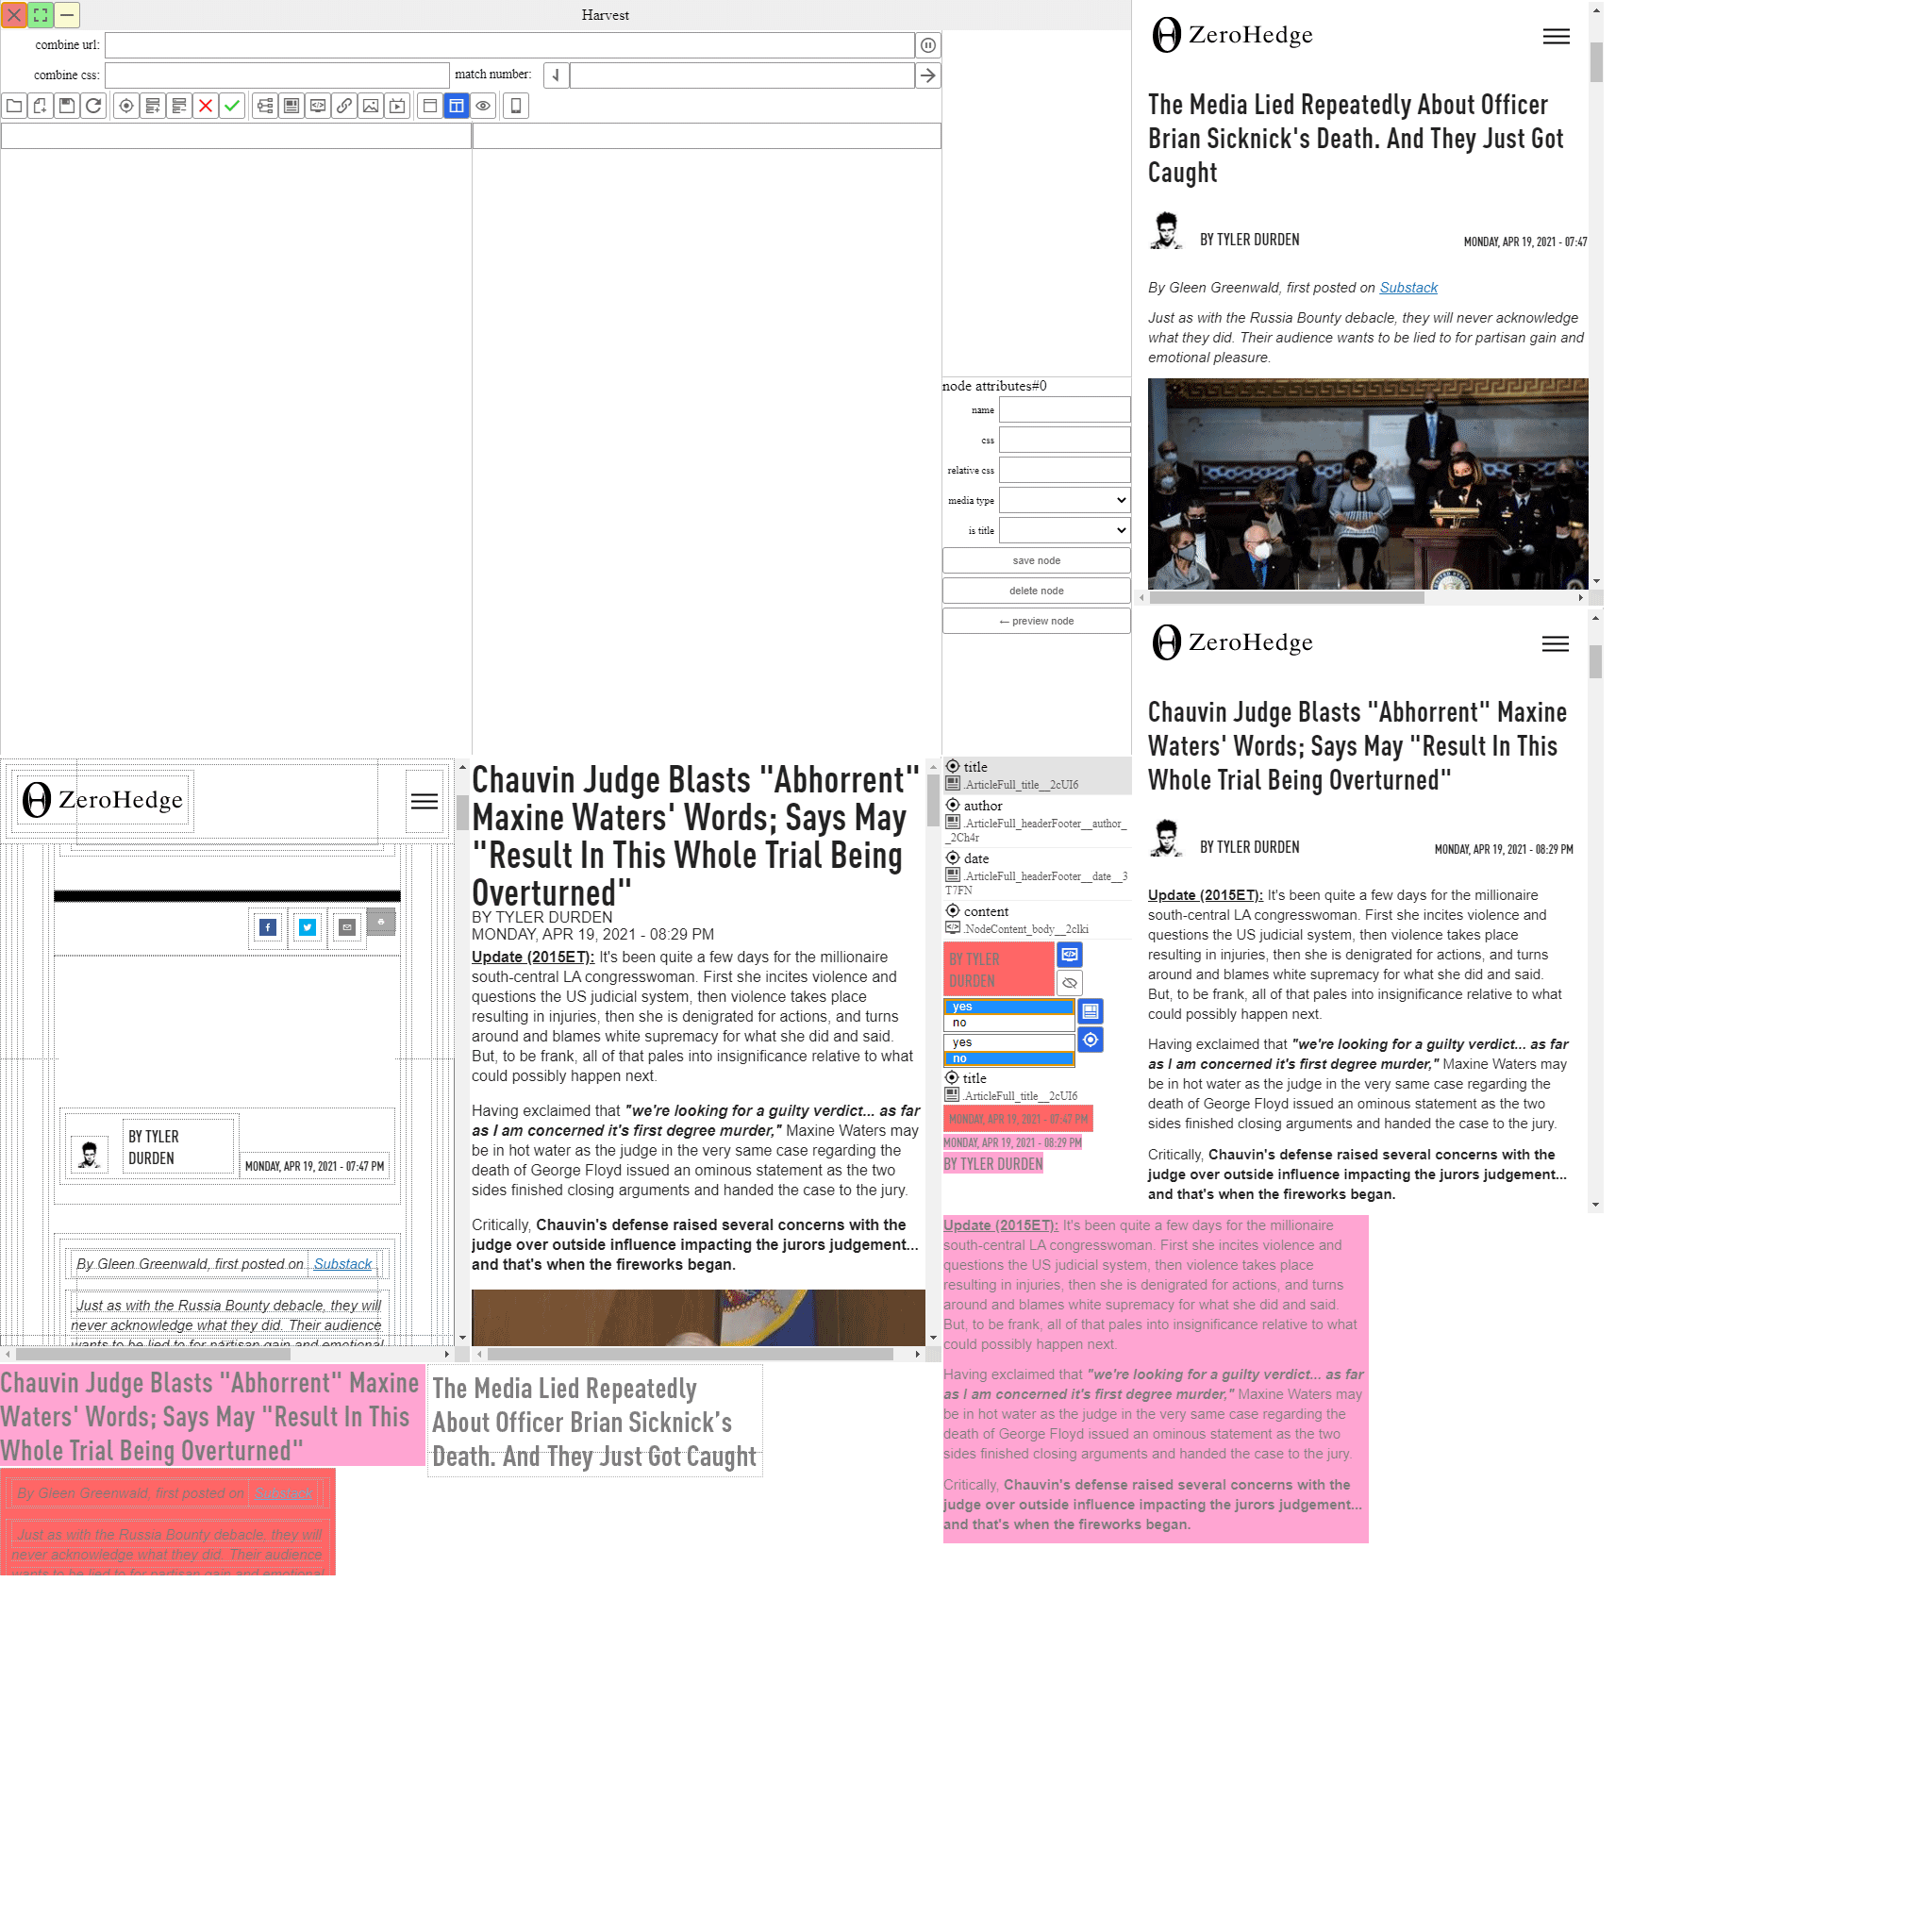 Harvest
combine url:
combine css:
match number:
node attributes#0
name
css
relative css
media type
is title
save node
delete node
← preview node
ZeroHedge
The Media Lied Repeatedly About Officer
Brian Sicknick's Death. And They Just Got
Caught
BY TYLER DURDEN
MONDAY, APR 19, 2021 - 07:47
By Gleen Greenwald, first posted on Substack
Just as with the Russia Bounty debacle, they will never acknowledge
what they did. Their audience wants to be lied to for partisan gain and
emotional pleasure.
ZeroHedge
Chauvin Judge Blasts "Abhorrent" Maxine
Waters' Words; Says May "Result In This
Whole Trial Being Overturned"
BY TYLER DURDEN
MONDAY, APR 19, 2021 - 08:29 PM
Update (2015ET): It's been quite a few days for the millionaire
south-central LA congresswoman. First she incites violence and
questions the US judicial system, then violence takes place
resulting in injuries, then she is denigrated for actions, and turns
around and blames white supremacy for what she did and said.
But, to be frank, all of that pales into insignificance relative to what
could possibly happen next.
Having exclaimed that "we're looking for a guilty verdict... as far
as I am concerned it's first degree murder," Maxine Waters may
be in hot water as the judge in the very same case regarding the
death of George Floyd issued an ominous statement as the two
sides finished closing arguments and handed the case to the jury.
Critically, Chauvin's defense raised several concerns with the
judge over outside influence impacting the jurors judgement...
and that's when the fireworks began.
ZeroHedge
BY TYLER
DURDEN
MONDAY, APR 19, 2021 - 07:47 PM
By Gleen Greenwald, first posted on Substack
Just as with the Russia Bounty debacle, they will
never acknowledge what they did. Their audience
wants to be lied to for partisan gain and emotional
Chauvin Judge Blasts "Abhorrent"
Maxine Waters' Words; Says May
"Result In This Whole Trial Being
Overturned"
BY TYLER DURDEN
MONDAY, APR 19, 2021 - 08:29 PM
Update (2015ET): It's been quite a few days for the millionaire
south-central LA congresswoman. First she incites violence and
questions the US judicial system, then violence takes place
resulting in injuries, then she is denigrated for actions, and turns
around and blames white supremacy for what she did and said.
But, to be frank, all of that pales into insignificance relative to what
could possibly happen next.
Having exclaimed that "we're looking for a guilty verdict... as far
as I am concerned it's first degree murder," Maxine Waters may
be in hot water as the judge in the very same case regarding the
death of George Floyd issued an ominous statement as the two
sides finished closing arguments and handed the case to the jury.
Critically, Chauvin's defense raised several concerns with the
judge over outside influence impacting the jurors judgement...
and that's when the fireworks began.
title
.ArticleFull_title__2cUI6
author
.ArticleFull_headerFooter__author_
_2Ch4r
date
.ArticleFull_headerFooter__date__3
T7FN
content
.NodeContent_body__2clki
BY TYLER
DURDEN
yes
no
yes
no
title
.ArticleFull_title__2cUI6
MONDAY, APR 19, 2021 - 07:47 PM
MONDAY, APR 19, 2021 - 08:29 PM
BY TYLER DURDEN
Update (2015ET): It's been quite a few days for the millionaire
south-central LA congresswoman. First she incites violence and
questions the US judicial system, then violence takes place
resulting in injuries, then she is denigrated for actions, and turns
around and blames white supremacy for what she did and said.
But, to be frank, all of that pales into insignificance relative to what
could possibly happen next.
Having exclaimed that "we're looking for a guilty verdict... as far
as I am concerned it's first degree murder," Maxine Waters may
be in hot water as the judge in the very same case regarding the
death of George Floyd issued an ominous statement as the two
sides finished closing arguments and handed the case to the jury.
Critically, Chauvin's defense raised several concerns with the
judge over outside influence impacting the jurors judgement...
and that's when the fireworks began.
Chauvin Judge Blasts "Abhorrent" Maxine
Waters' Words; Says May "Result In This
Whole Trial Being Overturned"
The Media Lied Repeatedly
About Officer Brian Sicknick's
Death. And They Just Got Caught
By Gleen Greenwald, first posted on Substack
Just as with the Russia Bounty debacle, they will
never acknowledge what they did. Their audience
wants to be lied to for partisan gain and emotional